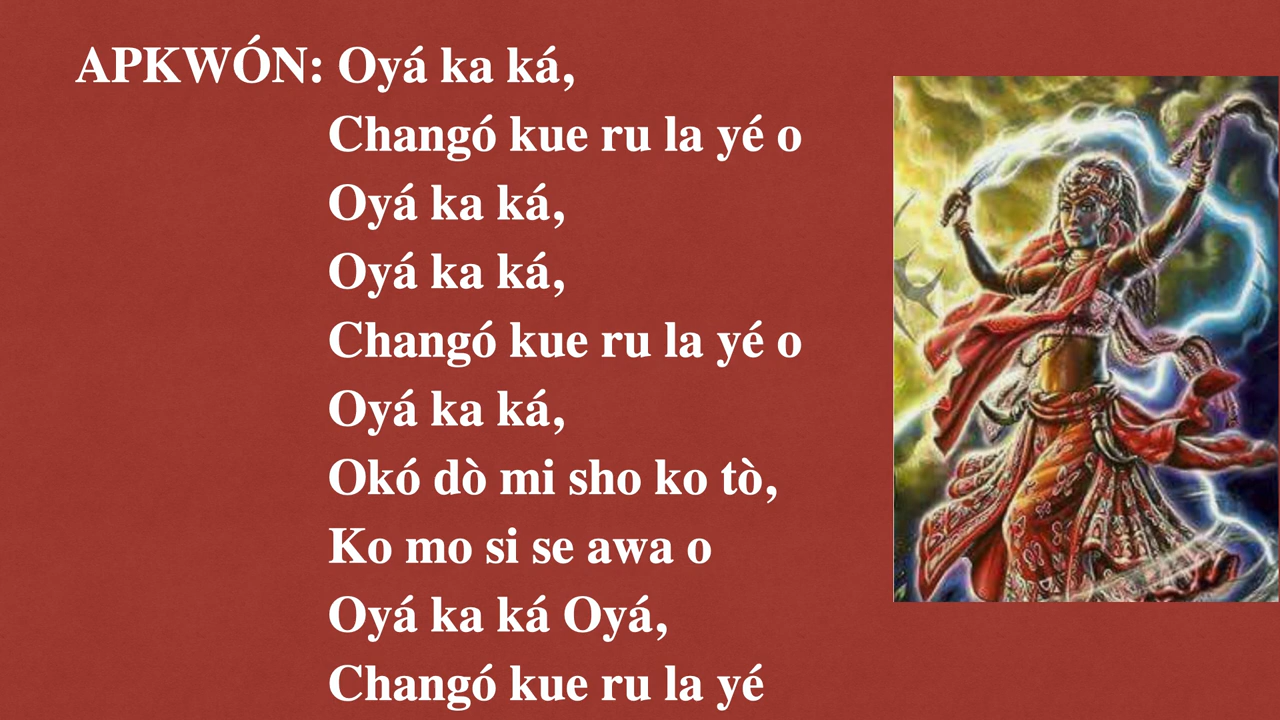 APKWÓN: Oyá ka ká,
Changó kue ru la yé o
Oyá ka ká,
Oyá ka ká,
Changó kue ru la yé o
Oyá ka ká,
Okó dò mi sho ko tò,
Ko mo si se awa o
Oyá ka ká Oyá,
Changó kue ru la yé